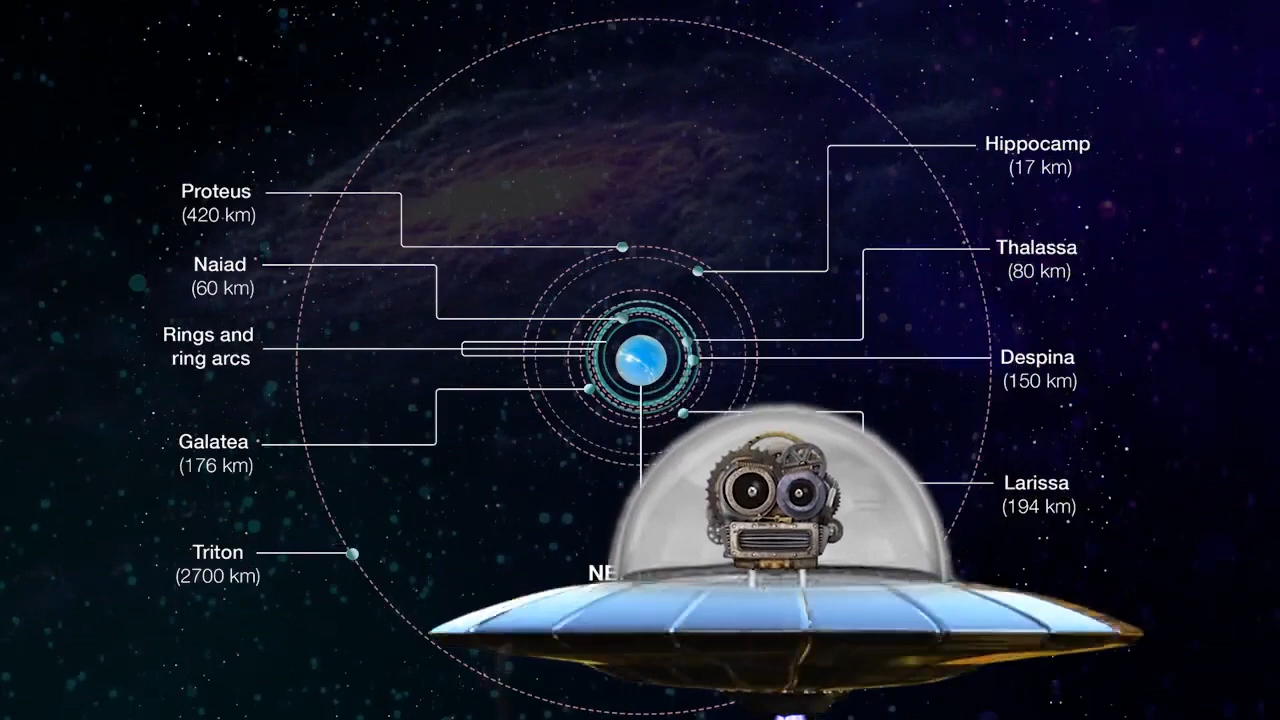 Proteus
(420 km)
Naiad
(60 km)
Rings and
ring arcs
Galatea
(176 km)
Triton
(2700 km)
Hippocamp
(17 km)
Thalassa
(80 km)
Despina
(150 km)
Larissa
(194 km)
NE